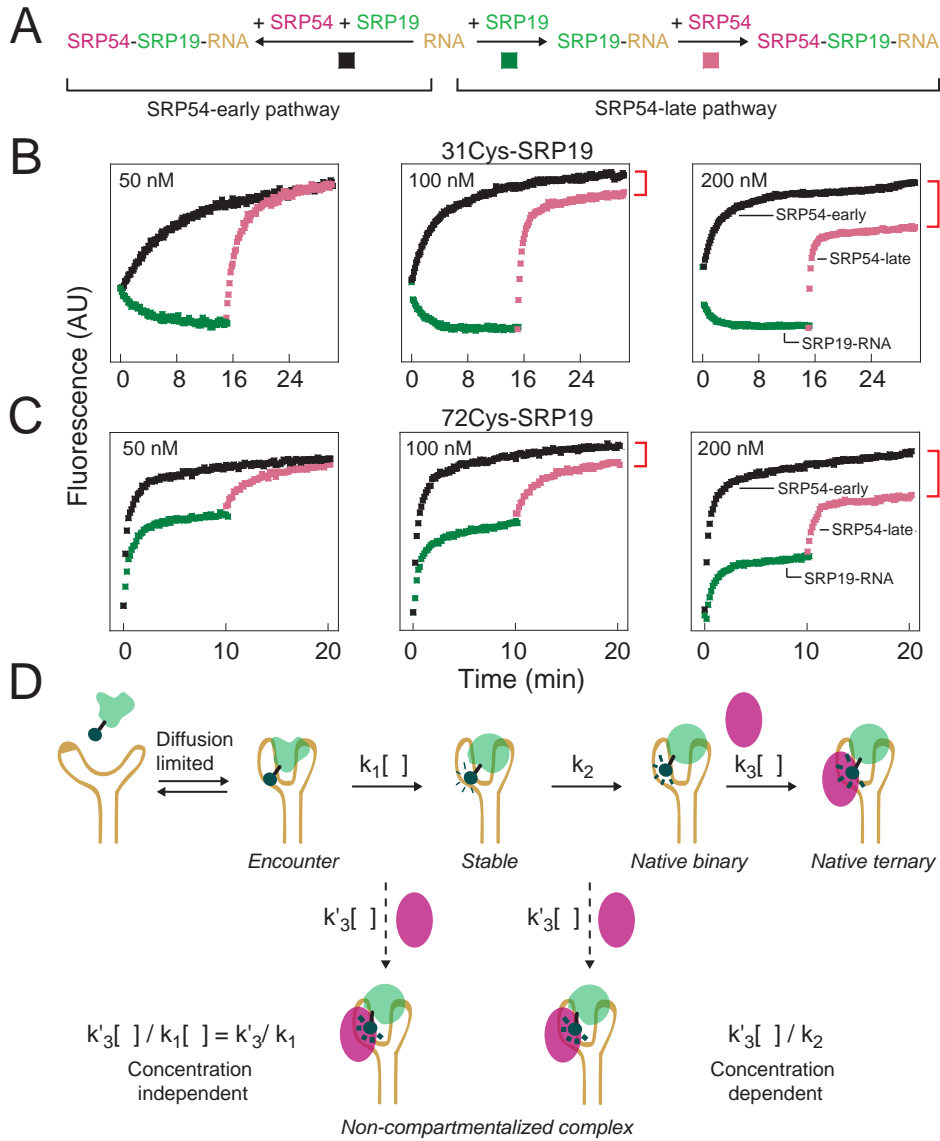 A
+ SRP54 + SRP19 + SRP19 + SRP54
SRP54-SRP19-RNA RNA SRP19-RNA SRP54-SRP19-RNA
SRP54-early pathway SRP54-late pathway
B
31Cys-SRP19
50 nM 100 nM 200 nM
SRP54-early
SRP54-late
SRP19-RNA
0 8 16 24 0 8 16 24 0 8 16 24
Fluorescence (AU)
C
72Cys-SRP19
50 nM 100 nM 200 nM
SRP54-early
SRP54-late
SRP19-RNA
0 10 20 0 10 20 0 10 20
Time (min)
D
Diffusion
limited
k1[ ] k2 k3[ ]
Encounter Stable Native binary Native ternary
k'3[ ] k'3[ ]
k'3[ ] / k1[ ] = k'3/ k1 k'3[ ] / k2
Concentration Concentration
independent dependent
Non-compartmentalized complex